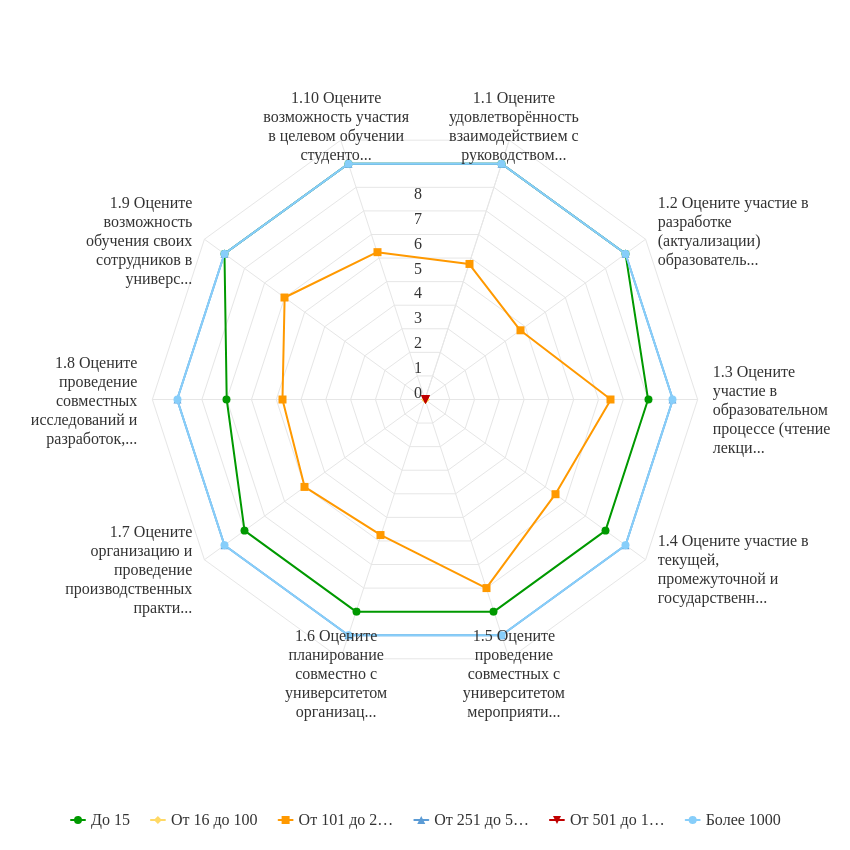 1.10 Оцените
возможность участия
в целевом обучении
студенто...
1.1 Оцените
удовлетворённость
взаимодействием с
руководством...
1.9 Оцените
возможность
обучения своих
сотрудников в
универс...
1.2 Оцените участие в
разработке
(актуализации)
образователь...
8
7
6
5
4
3
2
1
0
1.8 Оцените
проведение
совместных
исследований и
разработок,...
1.3 Оцените
участие в
образовательном
процессе (чтение
лекци...
1.7 Оцените
организацию и
проведение
производственных
практи...
1.4 Оцените участие в
текущей,
промежуточной и
государственн...
1.6 Оцените
планирование
совместно с
университетом
организац...
1.5 Оцените
проведение
совместных с
университетом
мероприяти...
До 15
От 16 до 100
От 101 до 2…
От 251 до 5…
От 501 до 1…
Более 1000